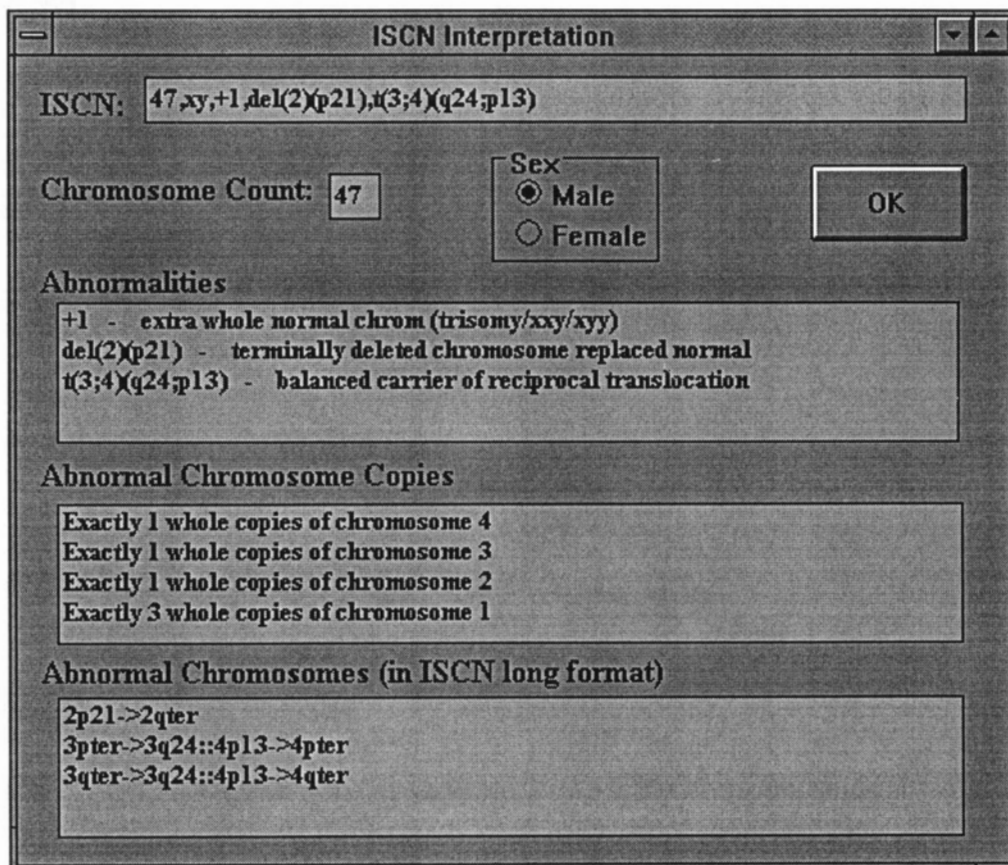 ISCN Interpretation
ISCN: 47,xy,+1,del(2)(p21),t(3;4)(q24;p13)
Sex
Chromosome Count: 47
Male
OK
Female
Abnormalities
+1 - extra whole normal chrom (trisomy/xxy/xyy)
del(2)(p21) - terminally deleted chromosome replaced normal
t(3;4)(q24;p13) - balanced carrier of reciprocal translocation
Abnormal Chromosome Copies
Exactly 1 whole copies of chromosome 4
Exactly 1 whole copies of chromosome 3
Exactly 1 whole copies of chromosome 2
Exactly 3 whole copies of chromosome 1
Abnormal Chromosomes (in ISCN long format)
2p21->2qter
3pter->3q24::4p13->4pter
3qter->3q24::4p13->4qter